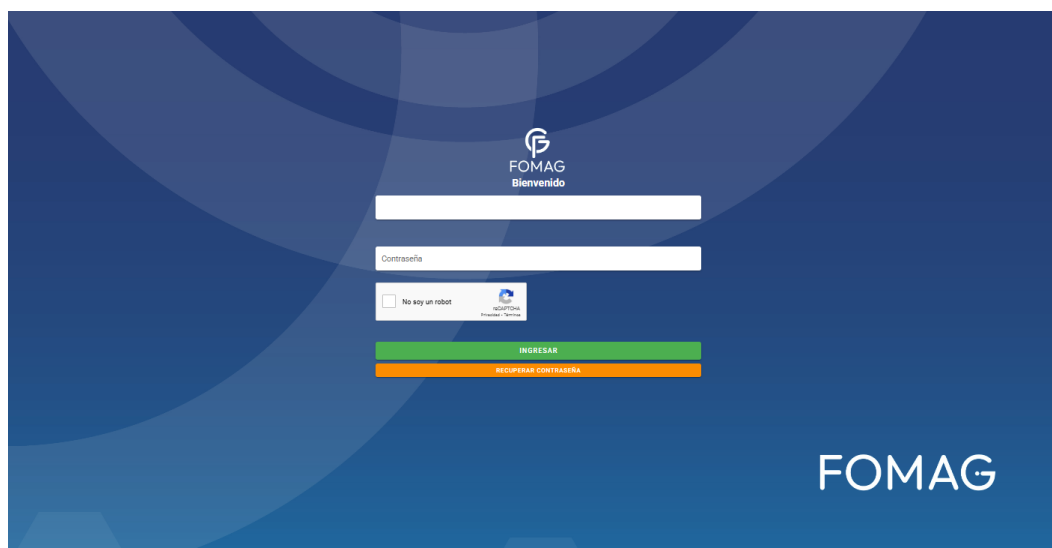 FOMAG
Bienvenido
Contraseña
No soy un robot
reCAPTCHA
Privacidad - Términos
INGRESAR
RECUPERAR CONTRASEÑA
FOMAG